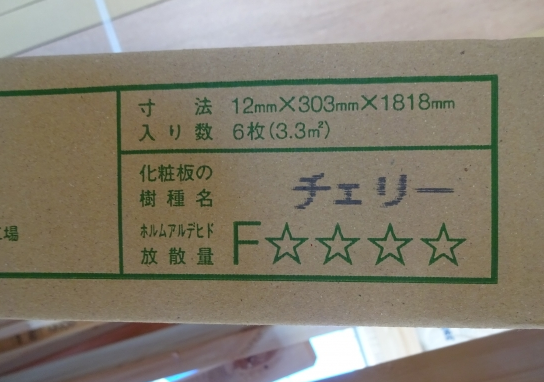 寸法 12mm×303mm×1818mm
入り数 6枚(3.3㎡)
化粧板の
樹種名 チェリー
ホルムアルデヒド
放散量 F☆☆☆☆
場